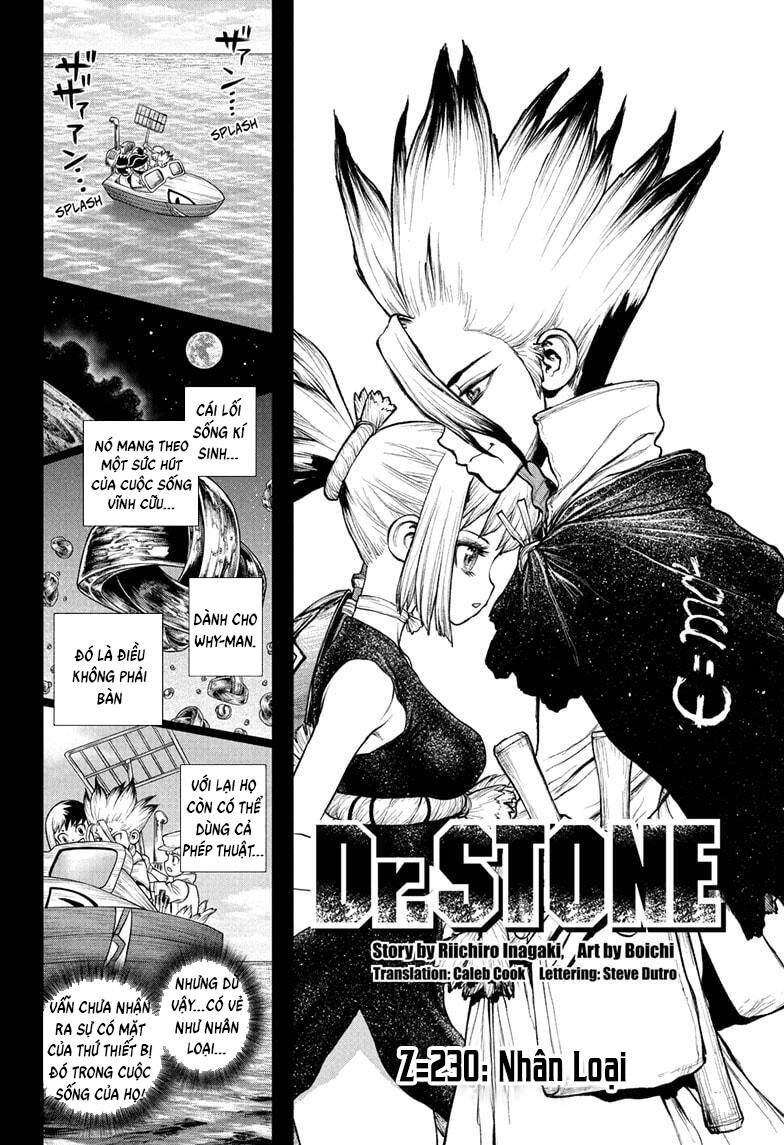 ザァン…
SPLASH
ザァアァン…
SPLASH
CÁI LỐI
SỐNG KÍ
SINH...
NÓ MANG THEO
MỘT SỨC HÚT
CỦA CUỘC SỐNG
VĨNH CỬU...
DÀNH CHO
WHY-MAN.
ĐÓ LÀ ĐIỀU
KHÔNG PHẢI
BÀN
VỚI LẠI HỌ
CÒN CÓ THỂ
DÙNG CẢ
PHÉP THUẬT...
NHƯNG DÙ
VẬY...CÓ VẺ
NHƯ NHÂN
LOẠI...
VẪN CHƯA NHẬN
RA SỰ CÓ MẶT
CỦA THỨ THIẾT BỊ
ĐÓ TRONG CUỘC
SỐNG CỦA HỌ!
E=mc²
Dr.STONE
Story by Riichiro Inagaki, Art by Boichi
Translation: Caleb Cook Lettering: Steve Dutro
Z=230: Nhân Loại